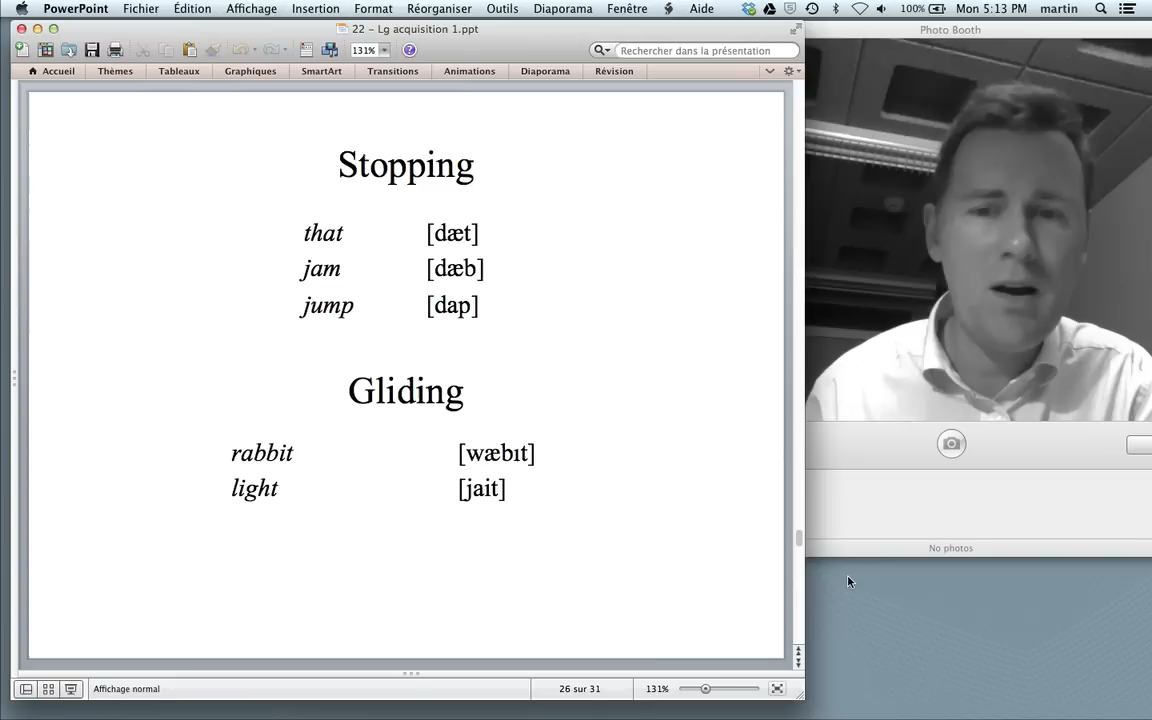 PowerPoint Fichier Édition Affichage Insertion Format Réorganiser Outils Diaporama Fenêtre Aide 100% Mon 5:13 PM martin
22 - Lg acquisition 1.ppt
Photo Booth
131% Rechercher dans la présentation
Accueil Thèmes Tableaux Graphiques SmartArt Transitions Animations Diaporama Révision
Stopping
that [dæt]
jam [dæb]
jump [dap]
Gliding
rabbit [wæbɪt]
light [jait]
No photos
Affichage normal 26 sur 31 131%